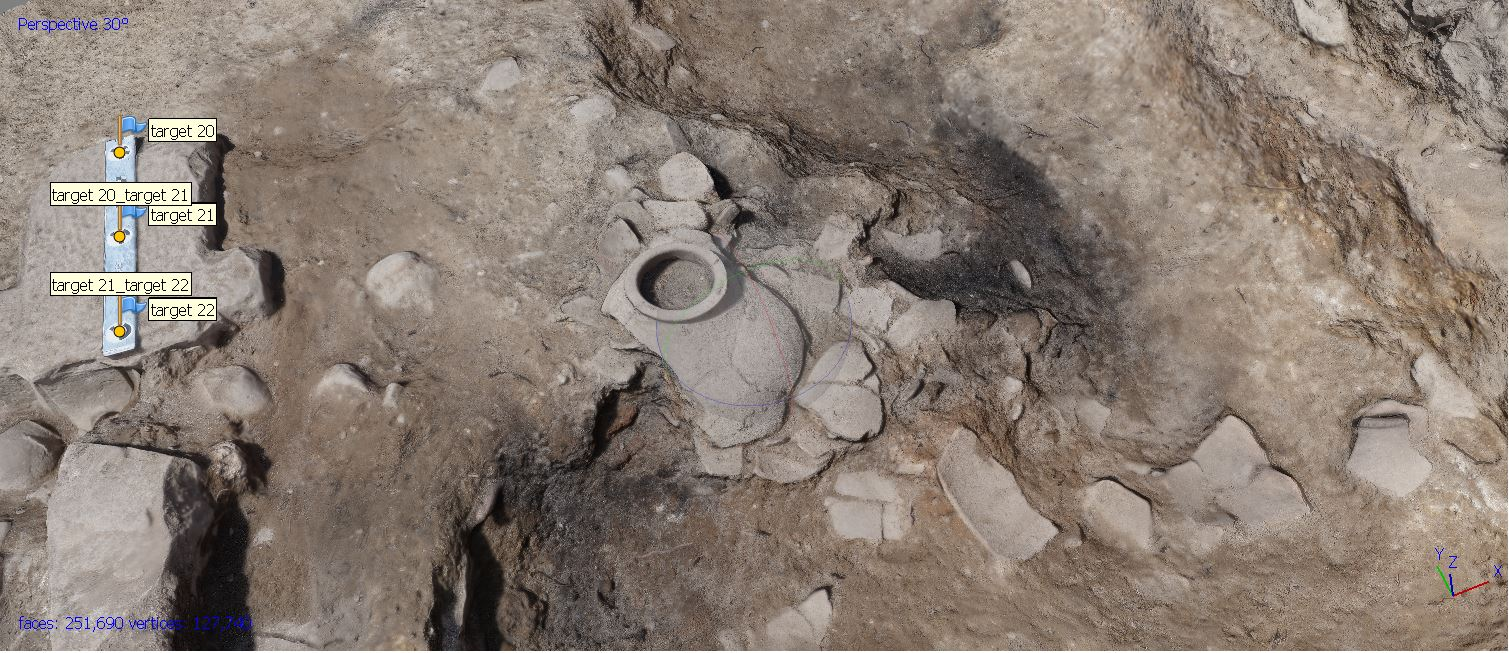 Perspective 30°
target 20
target 20_target 21
target 21
target 21_target 22
target 22
Y
Z
X
faces: 251,690 vertices: 127,740